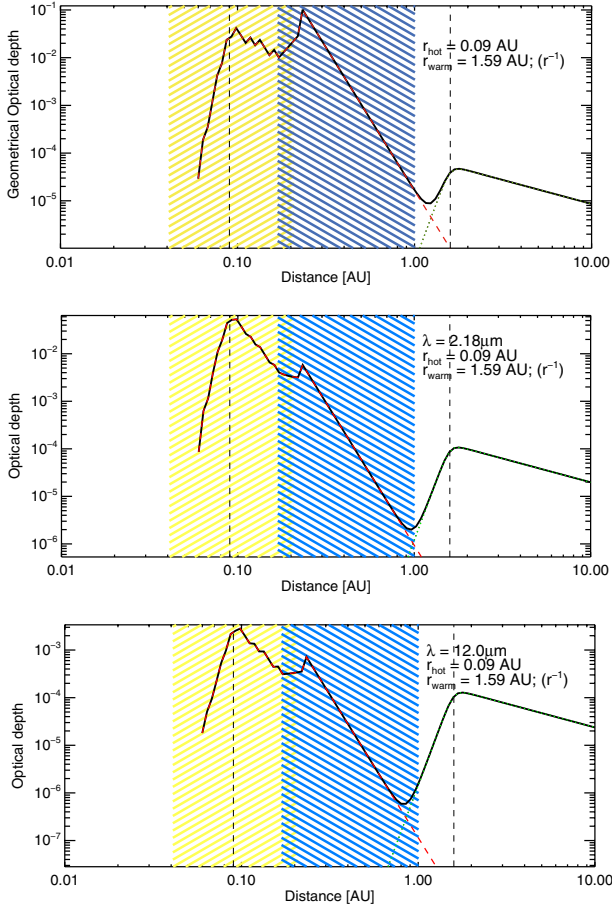 10⁻¹
10⁻²
10⁻³
10⁻⁴
10⁻⁵
Geometrical Optical depth
r_hot = 0.09 AU
r_warm = 1.59 AU; (r⁻¹)
0.01 0.10 1.00 10.00
Distance [AU]
10⁻²
10⁻³
10⁻⁴
10⁻⁵
10⁻⁶
Optical depth
λ = 2.18μm
r_hot = 0.09 AU
r_warm = 1.59 AU; (r⁻¹)
0.01 0.10 1.00 10.00
Distance [AU]
10⁻³
10⁻⁴
10⁻⁵
10⁻⁶
10⁻⁷
Optical depth
λ = 12.0μm
r_hot = 0.09 AU
r_warm = 1.59 AU; (r⁻¹)
0.01 0.10 1.00 10.00
Distance [AU]